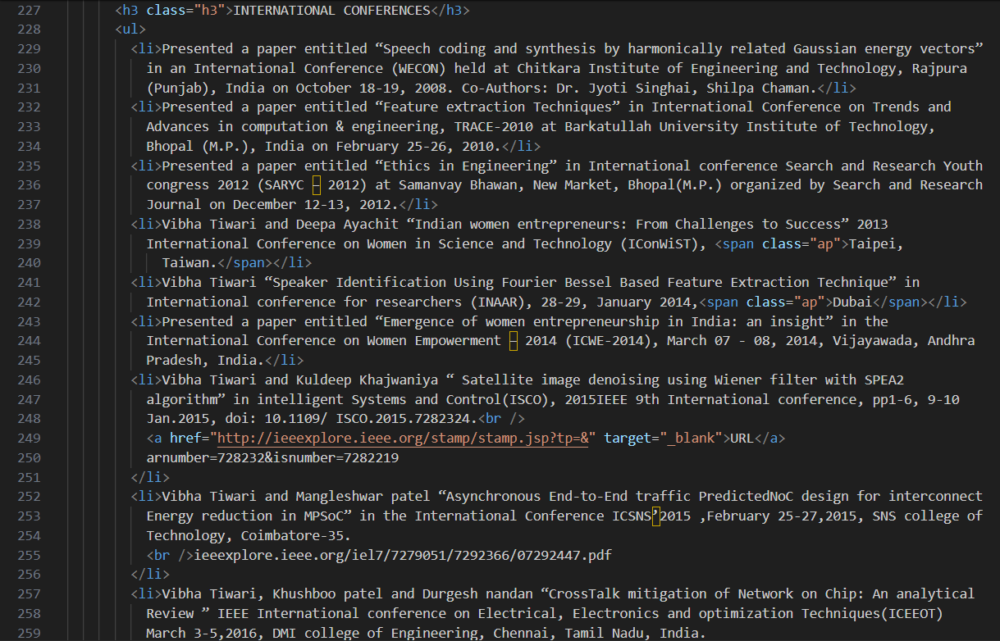 227 <h3 class="h3">INTERNATIONAL CONFERENCES</h3>
228 <ul>
229 <li>Presented a paper entitled “Speech coding and synthesis by harmonically related Gaussian energy vectors”
230 in an International Conference (WECON) held at Chitkara Institute of Engineering and Technology, Rajpura
231 (Punjab), India on October 18-19, 2008. Co-Authors: Dr. Jyoti Singhai, Shilpa Chaman.</li>
232 <li>Presented a paper entitled “Feature extraction Techniques” in International Conference on Trends and
233 Advances in computation & engineering, TRACE-2010 at Barkatullah University Institute of Technology,
234 Bhopal (M.P.), India on February 25-26, 2010.</li>
235 <li>Presented a paper entitled “Ethics in Engineering” in International conference Search and Research Youth
236 congress 2012 (SARYC – 2012) at Samanvay Bhawan, New Market, Bhopal(M.P.) organized by Search and Research
237 Journal on December 12-13, 2012.</li>
238 <li>Vibha Tiwari and Deepa Ayachit “Indian women entrepreneurs: From Challenges to Success” 2013
239 International Conference on Women in Science and Technology (IConWiST), <span class="ap">Taipei,
240 Taiwan.</span></li>
241 <li>Vibha Tiwari “Speaker Identification Using Fourier Bessel Based Feature Extraction Technique” in
242 International conference for researchers (INAAR), 28-29, January 2014,<span class="ap">Dubai</span></li>
243 <li>Presented a paper entitled “Emergence of women entrepreneurship in India: an insight” in the
244 International Conference on Women Empowerment – 2014 (ICWE-2014), March 07 - 08, 2014, Vijayawada, Andhra
245 Pradesh, India.</li>
246 <li>Vibha Tiwari and Kuldeep Khajwaniya “ Satellite image denoising using Wiener filter with SPEA2
247 algorithm” in intelligent Systems and Control(ISCO), 2015IEEE 9th International conference, pp1-6, 9-10
248 Jan.2015, doi: 10.1109/ ISCO.2015.7282324.<br />
249 <a href="http://ieeexplore.ieee.org/stamp/stamp.jsp?tp=&" target="_blank">URL</a>
250 arnumber=728232&isnumber=7282219
251 </li>
252 <li>Vibha Tiwari and Mangleshwar patel “Asynchronous End-to-End traffic PredictedNoC design for interconnect
253 Energy reduction in MPSoC” in the International Conference ICSNS’2015 ,February 25-27,2015, SNS college of
254 Technology, Coimbatore-35.
255 <br />ieeexplore.ieee.org/iel7/7279051/7292366/07292447.pdf
256 </li>
257 <li>Vibha Tiwari, Khushboo patel and Durgesh nandan “CrossTalk mitigation of Network on Chip: An analytical
258 Review ” IEEE International conference on Electrical, Electronics and optimization Techniques(ICEEOT)
259 March 3-5,2016, DMI college of Engineering, Chennai, Tamil Nadu, India.